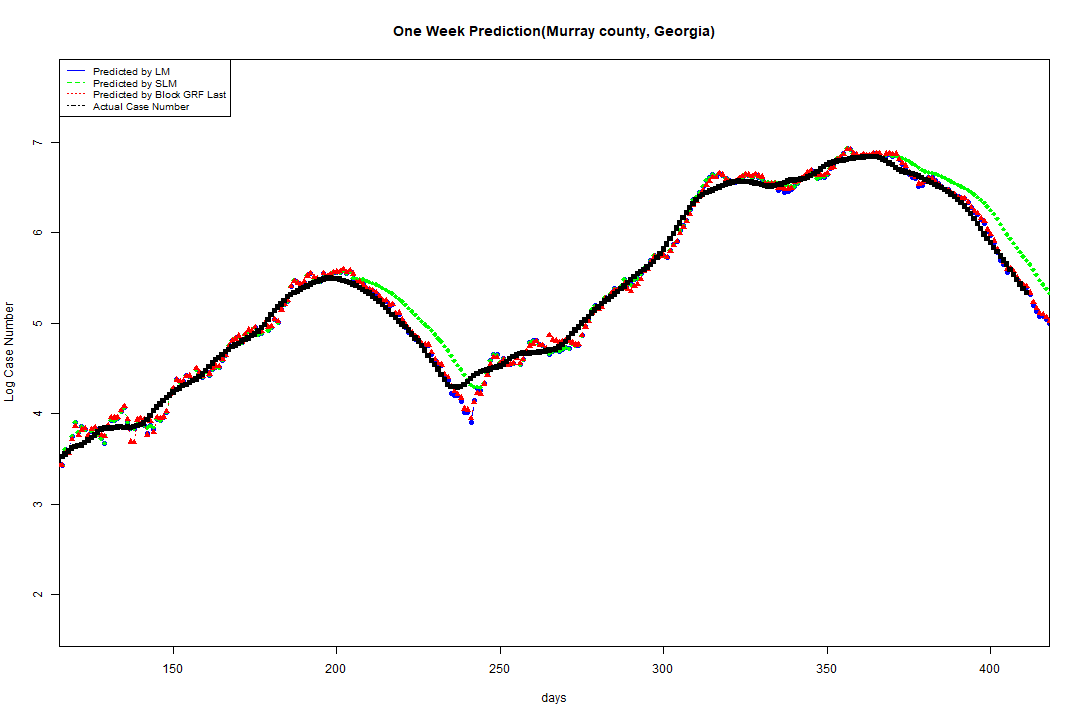 One Week Prediction(Murray county, Georgia)
Predicted by LM
Predicted by SLM
Predicted by Block GRF Last
Actual Case Number
7
6
5
4
3
2
Log Case Number
150 200 250 300 350 400
days